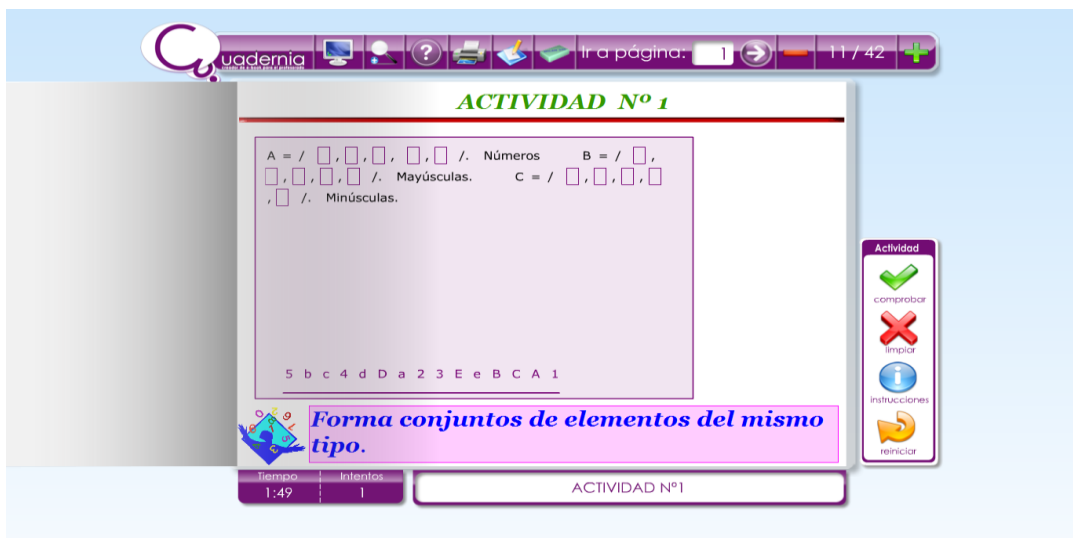 Cuadernia
Ir a página: 1 11 / 42
ACTIVIDAD Nº 1
A = / , , , , /. Números B = / ,
, , , /. Mayúsculas. C = / , , ,
, /. Minúsculas.
5 b c 4 d D a 2 3 E e B C A 1
Forma conjuntos de elementos del mismo
tipo.
Actividad
comprobar
limpiar
instrucciones
reiniciar
Tiempo Intentos
1:49 1
ACTIVIDAD Nº1